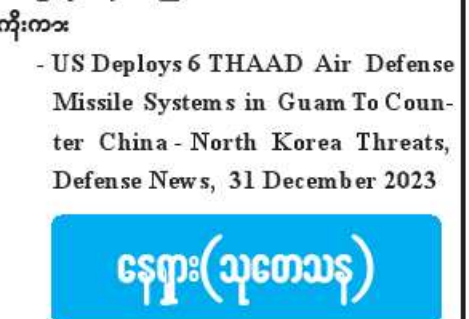 ကိုးကား
- US Deploys 6 THAAD Air Defense
Missile Systems in Guam To Coun-
ter China - North Korea Threats,
Defense News, 31 December 2023
နေရှား(သုတေသန)